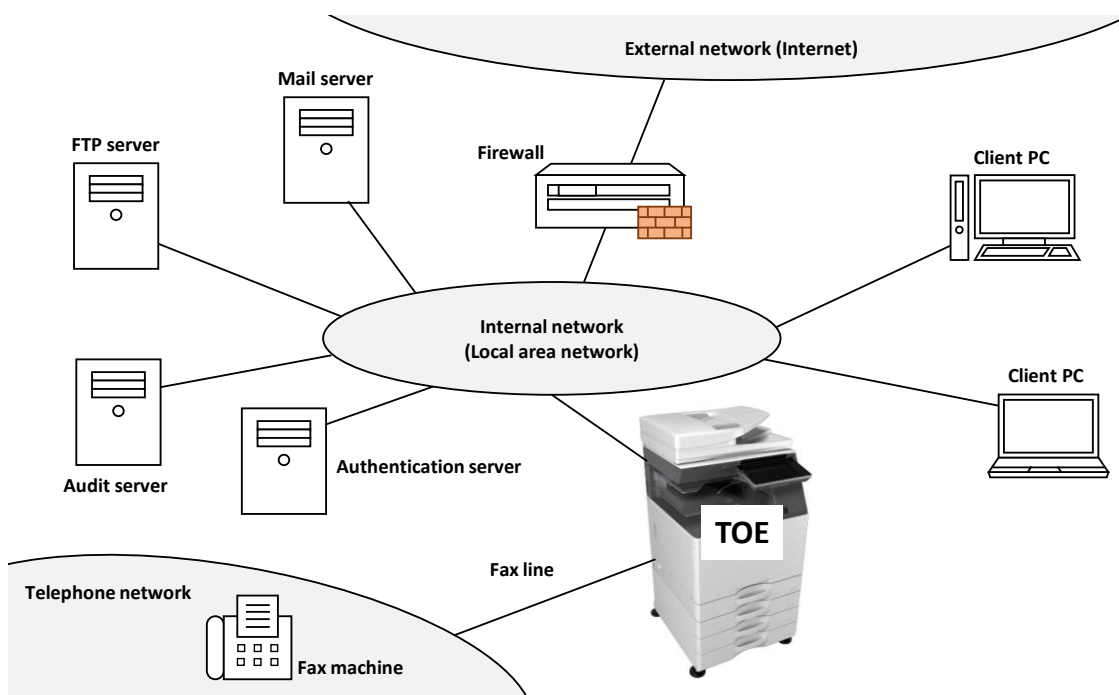 External network (Internet)
Mail server
FTP server
Firewall
Client PC
Internal network
(Local area network)
Client PC
Audit server
Authentication server
TOE
Fax line
Telephone network
Fax machine